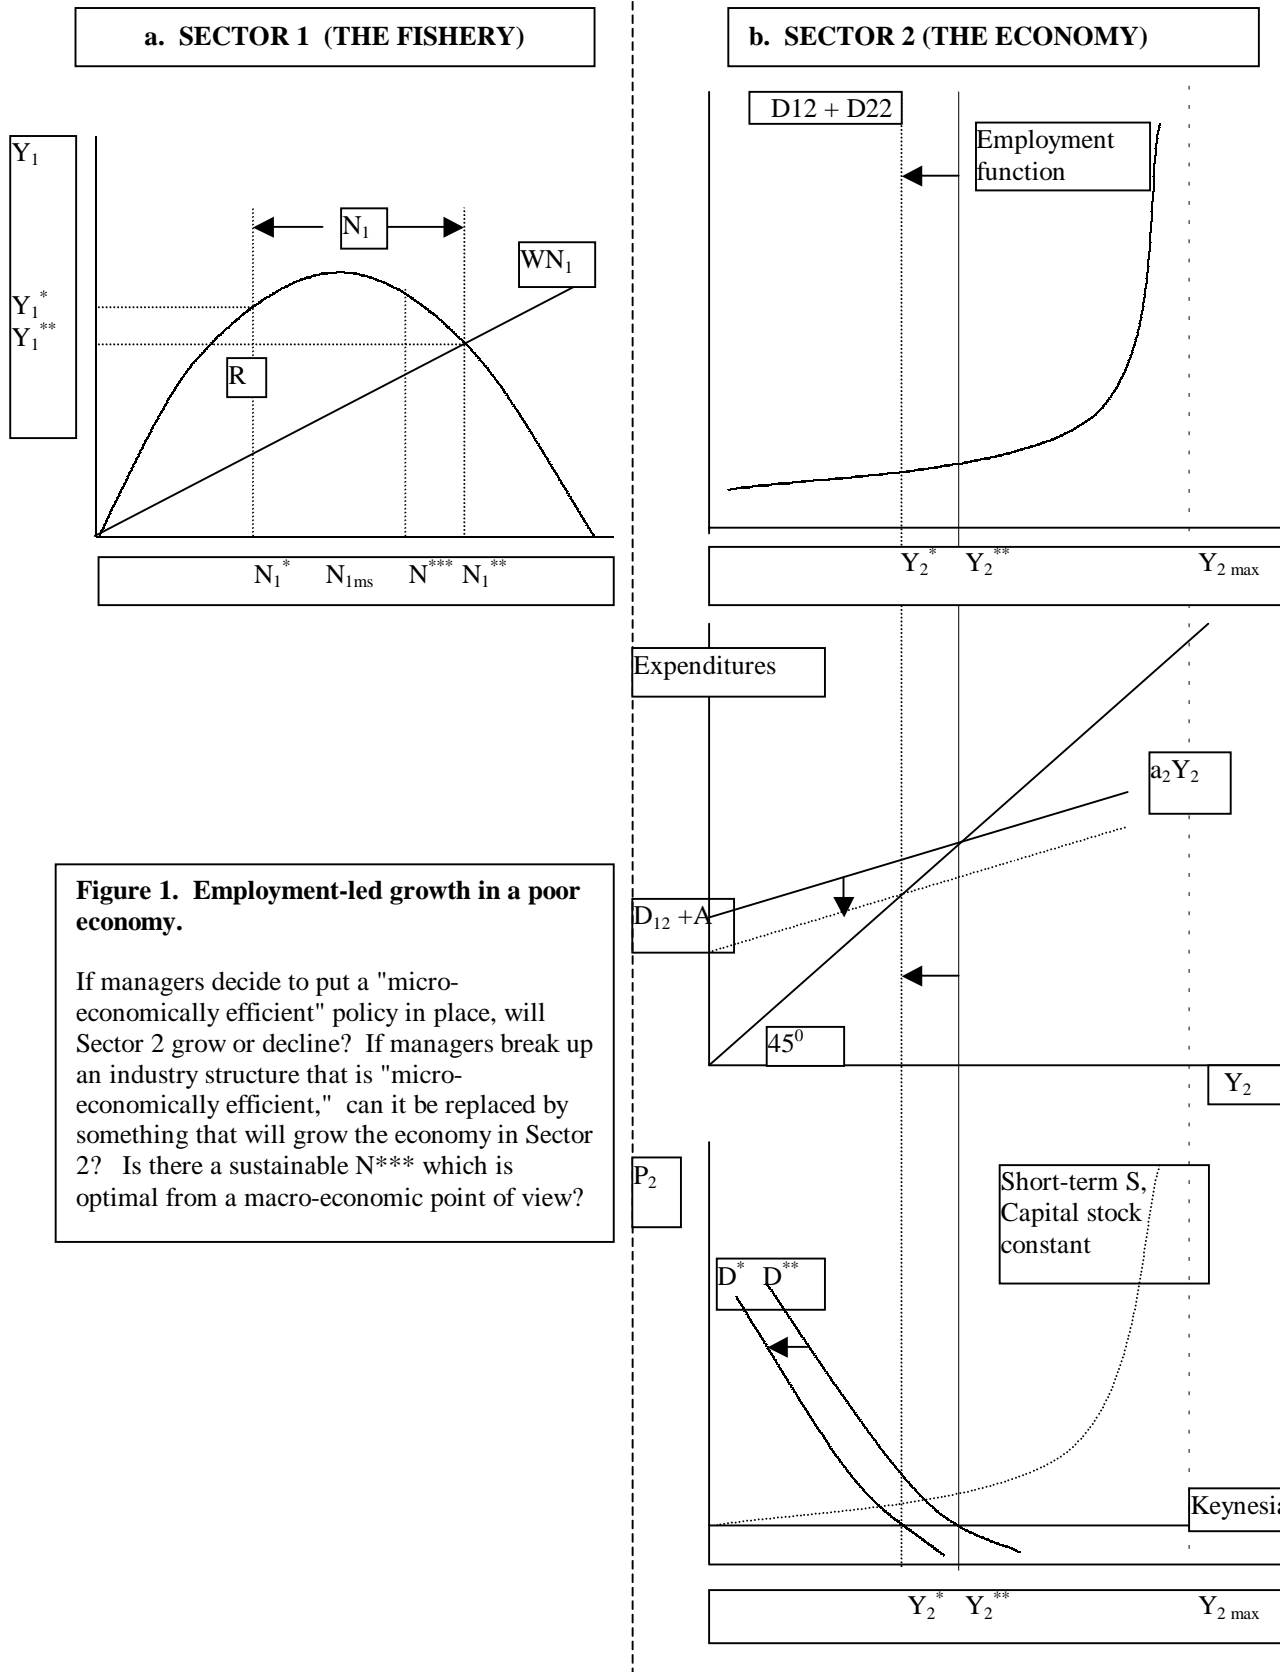 a. SECTOR 1 (THE FISHERY)
Y₁
N₁
WN₁
Y₁*
Y₁**
R
N₁* N₁ms N*** N₁**
Figure 1. Employment-led growth in a poor
economy.
If managers decide to put a "micro-
economically efficient" policy in place, will
Sector 2 grow or decline? If managers break up
an industry structure that is "micro-
economically efficient," can it be replaced by
something that will grow the economy in Sector
2? Is there a sustainable N*** which is
optimal from a macro-economic point of view?
b. SECTOR 2 (THE ECONOMY)
D12 + D22
Employment
function
Y₂* Y₂** Y₂ max
Expenditures
a₂Y₂
D₁₂ +A
45⁰
Y₂
P₂
Short-term S,
Capital stock
constant
D* D**
Keynesia
Y₂* Y₂** Y₂ max